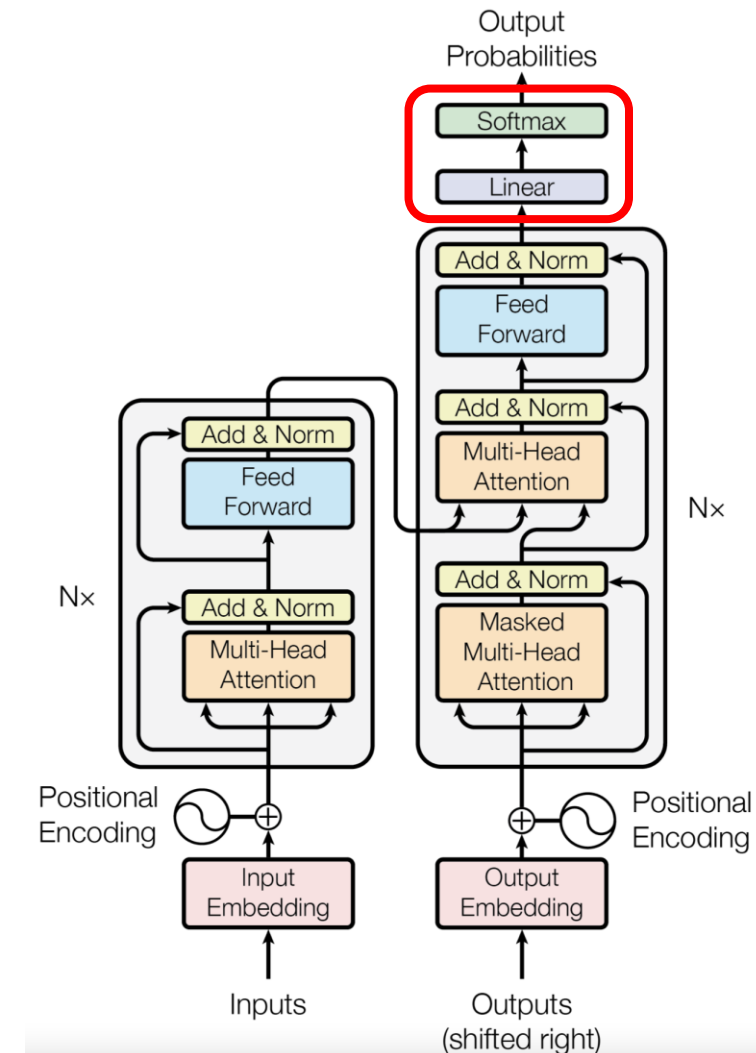 Output
Probabilities
Softmax
Linear
Add & Norm
Feed
Forward
Add & Norm
Multi-Head
Attention
Add & Norm
Masked
Multi-Head
Attention
Nx
Add & Norm
Feed
Forward
Add & Norm
Multi-Head
Attention
N×
Positional
Encoding
Positional
Encoding
Input
Embedding
Output
Embedding
Inputs
Outputs
(shifted right)